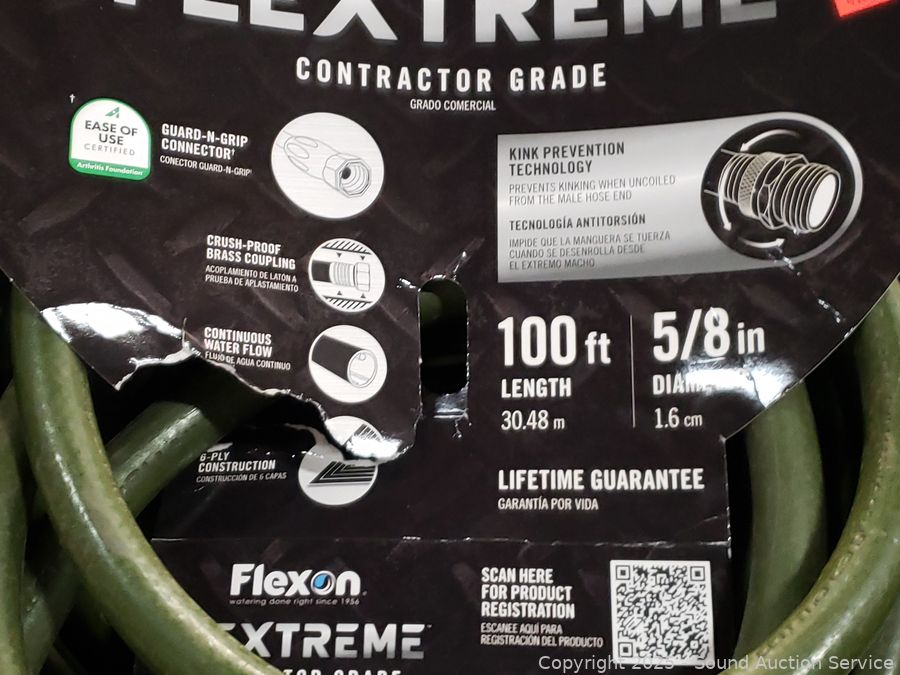 FLEXTREME
CONTRACTOR GRADE
GRADO COMERCIAL
†
EASE OF
USE
CERTIFIED
Arthritis Foundation®
GUARD-N-GRIP
CONNECTOR†
CONECTOR GUARD-N-GRIP†
CRUSH-PROOF
BRASS COUPLING
ACOPLAMIENTO DE LATÓN A
PRUEBA DE APLASTAMIENTO
CONTINUOUS
WATER FLOW
FLUJO DE AGUA CONTINUO
6-PLY
CONSTRUCTION
CONSTRUCCIÓN DE 6 CAPAS
KINK PREVENTION
TECHNOLOGY
PREVENTS KINKING WHEN UNCOILED
FROM THE MALE HOSE END
TECNOLOGÍA ANTITORSIÓN
IMPIDE QUE LA MANGUERA SE TUERZA
CUANDO SE DESENROLLA DESDE
EL EXTREMO MACHO
100 ft
LENGTH
30.48 m
5/8 in
1.6 cm
LIFETIME GUARANTEE
GARANTÍA POR VIDA
Flexon®
watering done right since 1956
EXTREME™
TOR GRADE
SCAN HERE
FOR PRODUCT
REGISTRATION
ESCANEE AQUÍ PARA
REGISTRACIÓN DEL PRODUCTO
Copyright 2025 - Sound Auction Service